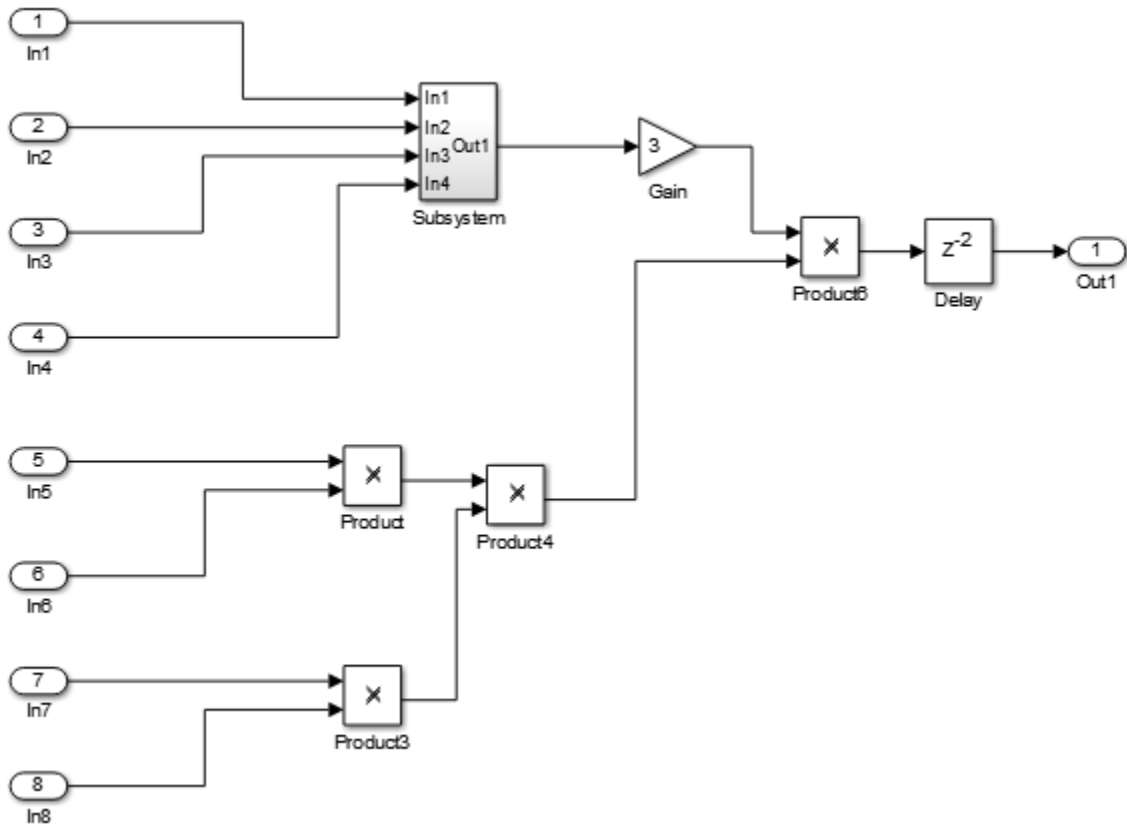 1
In1
2
In2
3
In3
4
In4
In1
In2
In3
In4
Out1
Subsystem
3
Gain
×
Product6
Z-2
Delay
1
Out1
5
In5
6
In6
×
Product
×
Product4
7
In7
8
In8
×
Product3